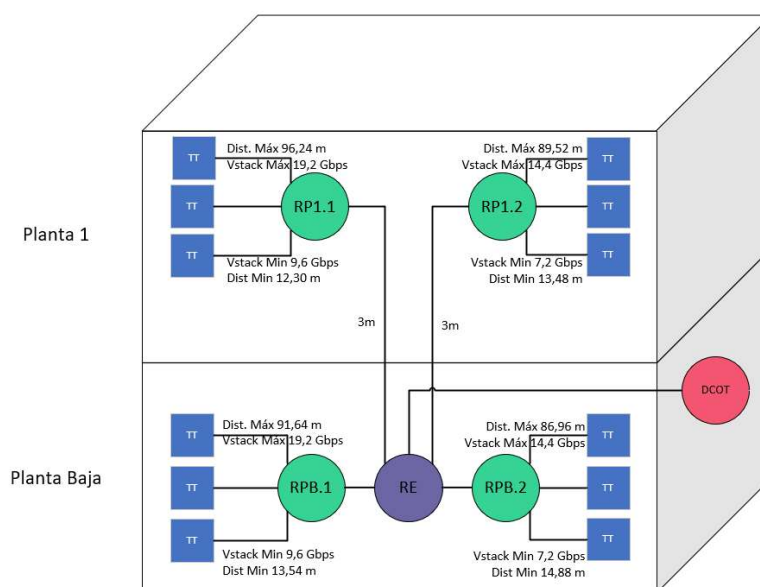 TT
Dist. Máx 96,24 m
Vstack Máx 19,2 Gbps
TT
RP1.1
TT
Vstack Min 9,6 Gbps
Dist Min 12,30 m
Dist. Máx 89,52 m
Vstack Máx 14,4 Gbps
TT
RP1.2
TT
TT
Vstack Min 7,2 Gbps
Dist Min 13,48 m
Planta 1
3m
3m
DCOT
TT
Dist. Máx 91,64 m
Vstack Máx 19,2 Gbps
TT
RPB.1
TT
Vstack Min 9,6 Gbps
Dist Min 13,54 m
RE
Dist. Máx 86,96 m
Vstack Máx 14,4 Gbps
TT
RPB.2
TT
TT
Vstack Min 7,2 Gbps
Dist Min 14,88 m
Planta Baja